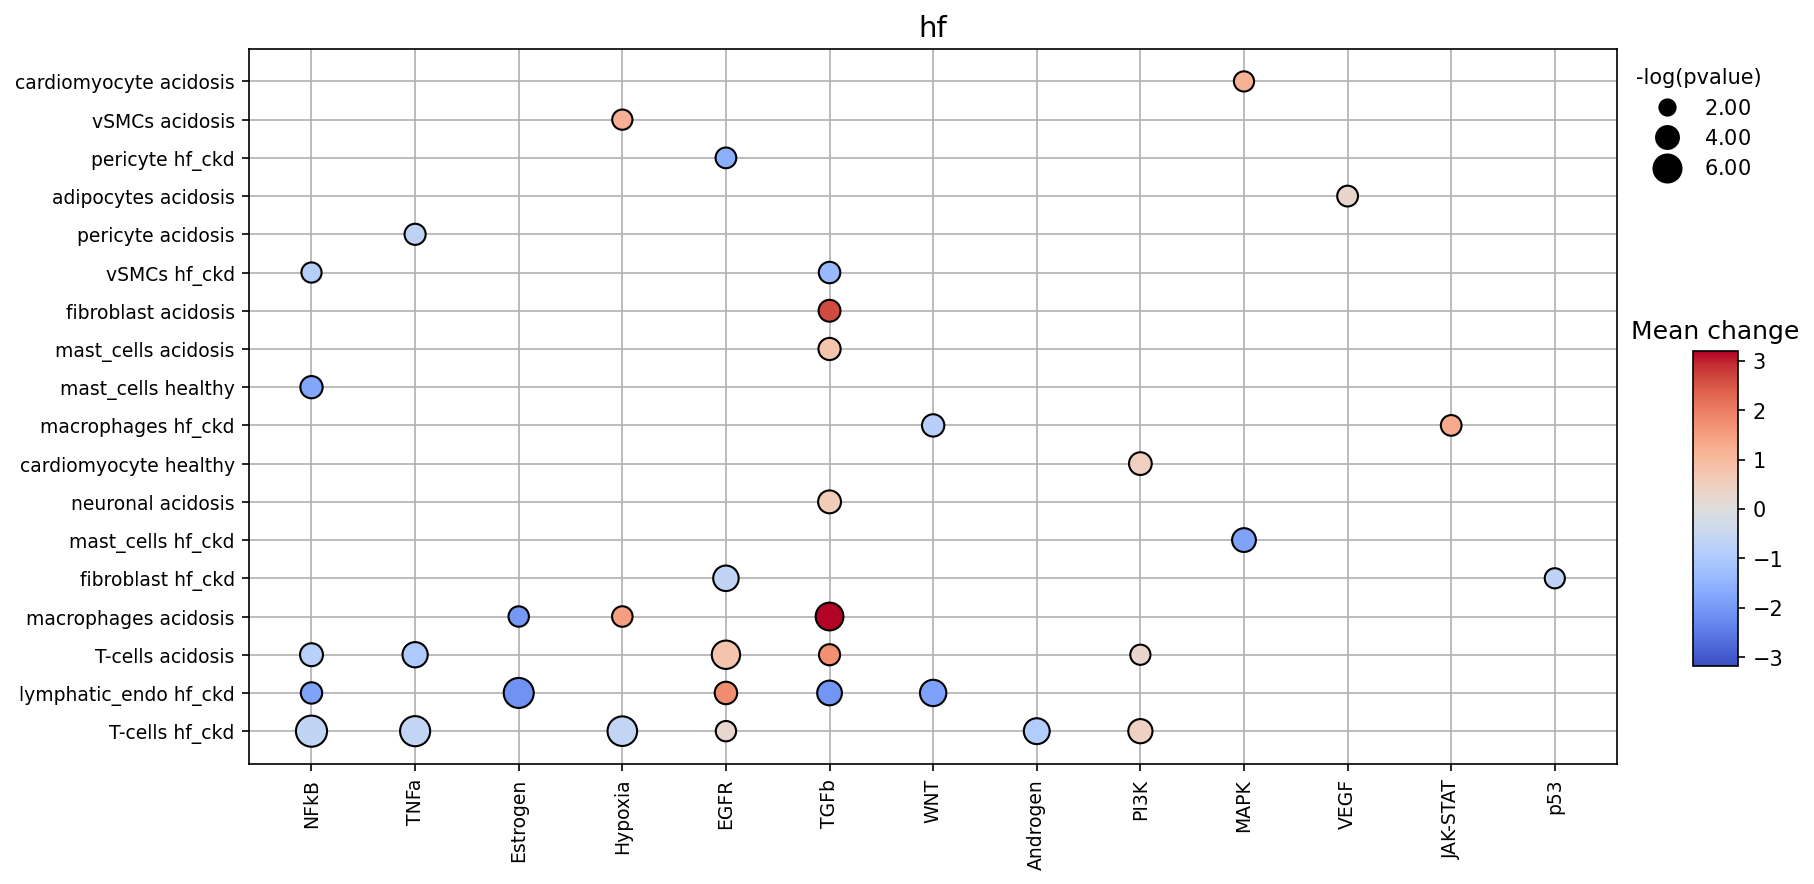 hf
cardiomyocyte acidosis
vSMCs acidosis
pericyte hf_ckd
adipocytes acidosis
pericyte acidosis
vSMCs hf_ckd
fibroblast acidosis
mast_cells acidosis
mast_cells healthy
macrophages hf_ckd
cardiomyocyte healthy
neuronal acidosis
mast_cells hf_ckd
fibroblast hf_ckd
macrophages acidosis
T-cells acidosis
lymphatic_endo hf_ckd
T-cells hf_ckd
NFkB
TNFa
Estrogen
Hypoxia
EGFR
TGFb
WNT
Androgen
PI3K
MAPK
VEGF
JAK-STAT
p53
-log(pvalue)
2.00
4.00
6.00
Mean change
3
2
1
0
−1
−2
−3